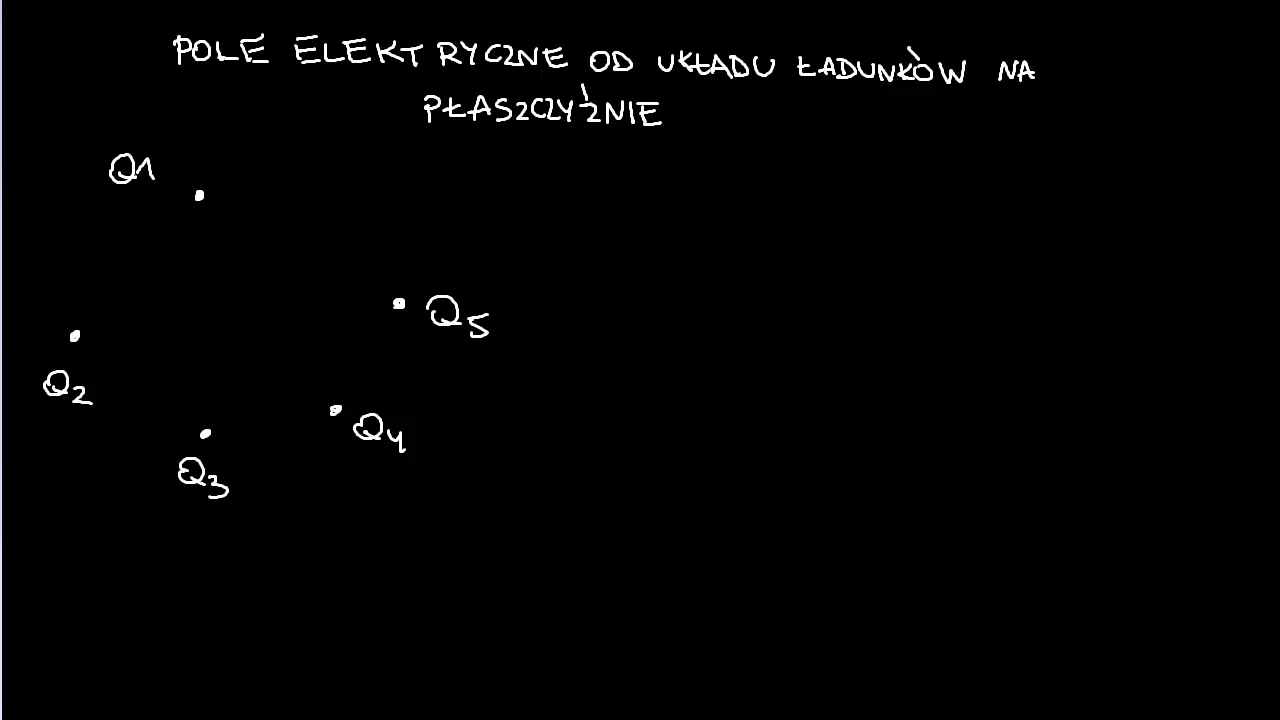 POLE ELEKTRYCZNE OD UKŁADU ŁADUNKÓW NA
PŁASZCZYŹNIE
Q1
Q5
Q2
Q4
Q3